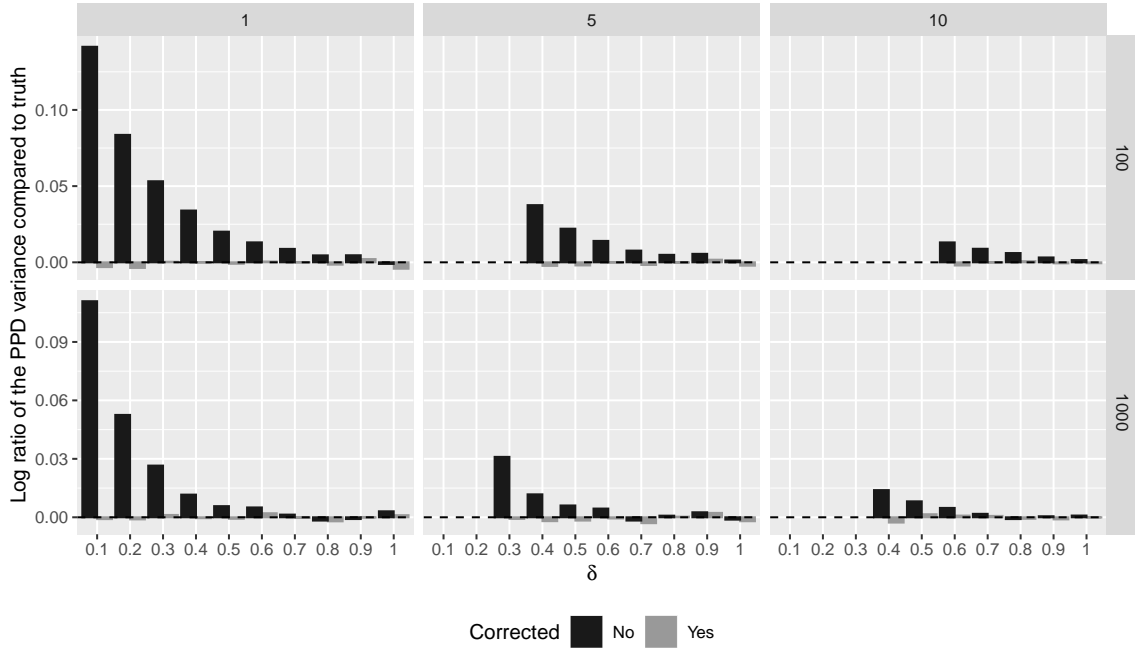 1 5 10
Log ratio of the PPD variance compared to truth
0.10
0.05
0.00
100
0.09
0.06
0.03
0.00
1000
0.1 0.2 0.3 0.4 0.5 0.6 0.7 0.8 0.9 1 0.1 0.2 0.3 0.4 0.5 0.6 0.7 0.8 0.9 1 0.1 0.2 0.3 0.4 0.5 0.6 0.7 0.8 0.9 1
δ
Corrected No Yes